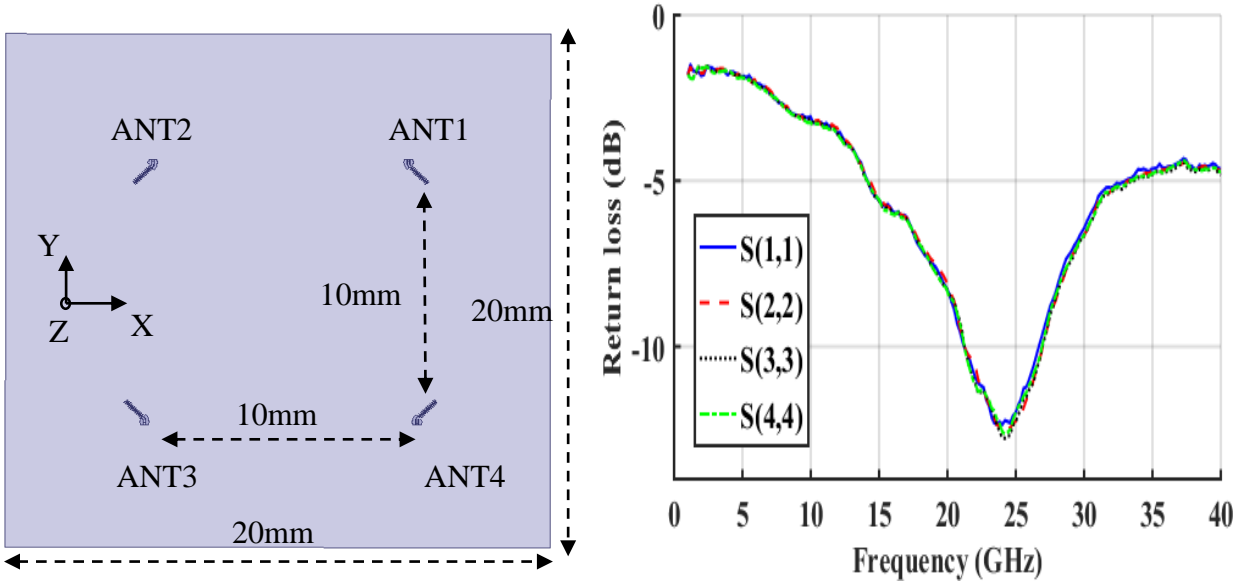 ANT2
ANT1
Y
Z
X
10mm
20mm
10mm
ANT3
ANT4
20mm
0
-5
-10
Return loss (dB)
S(1,1)
S(2,2)
S(3,3)
S(4,4)
0 5 10 15 20 25 30 35 40
Frequency (GHz)